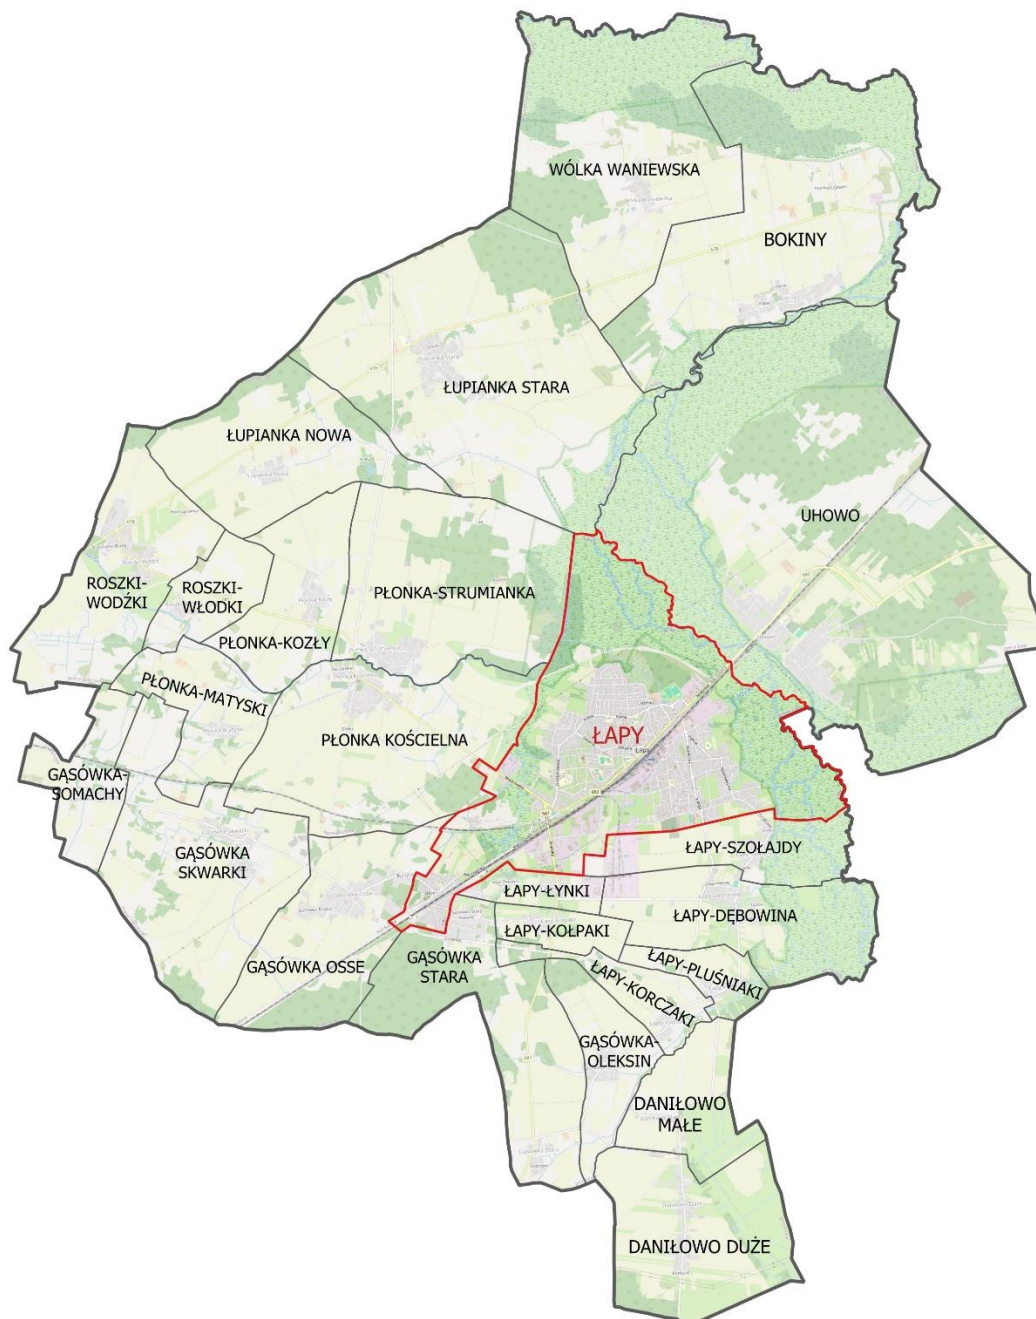 WÓLKA WANIEWSKA
BOKINY
ŁUPIANKA STARA
ŁUPIANKA NOWA
UHOWO
ROSZKI-
WODŹKI
ROSZKI-
WŁODKI
PŁONKA-STRUMIANKA
PŁONKA-KOZŁY
PŁONKA-MATYSKI
PŁONKA KOŚCIELNA
ŁAPY
GĄSÓWKA-
SOMACHY
GĄSÓWKA
SKWARKI
ŁAPY-SZOŁAJDY
ŁAPY-ŁYNKI
ŁAPY-DĘBOWINA
ŁAPY-KOŁPAKI
GĄSÓWKA OSSE
GĄSÓWKA
STARA
ŁAPY-PLUŚNIAKI
ŁAPY-KORCZAKI
GĄSÓWKA-
OLEKSIN
DANIŁOWO
MAŁE
DANIŁOWO DUŻE